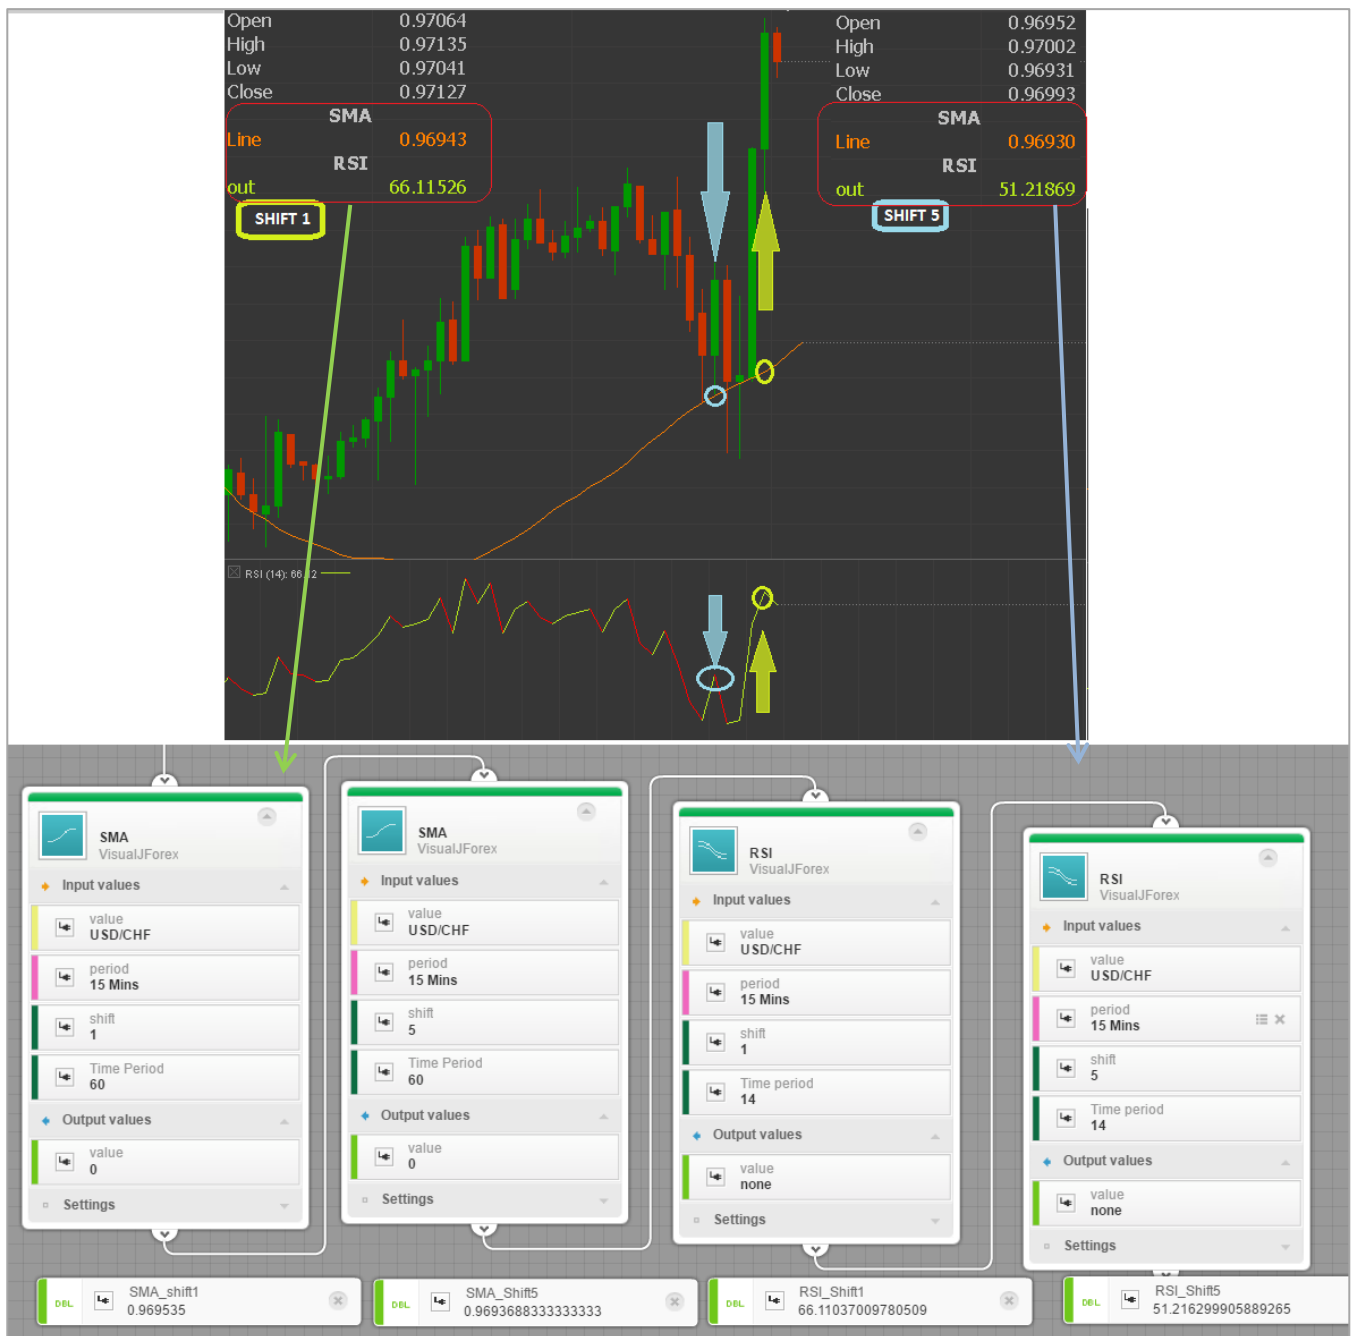 Open 0.97064
High 0.97135
Low 0.97041
Close 0.97127
SMA
Line 0.96943
RSI
out 66.11526
SHIFT 1
Open 0.96952
High 0.97002
Low 0.96931
Close 0.96993
SMA
Line 0.96930
RSI
out 51.21869
SHIFT 5
RSI (14): 66.12
SMA
VisualJForex
Input values
value
USD/CHF
period
15 Mins
shift
1
Time Period
60
Output values
value
0
Settings
SMA
VisualJForex
Input values
value
USD/CHF
period
15 Mins
shift
5
Time Period
60
Output values
value
0
Settings
RSI
VisualJForex
Input values
value
USD/CHF
period
15 Mins
shift
1
Time period
14
Output values
value
none
Settings
RSI
VisualJForex
Input values
value
USD/CHF
period
15 Mins
shift
5
Time period
14
Output values
value
none
Settings
DBL SMA_shift1
0.969535
DBL SMA_Shift5
0.9693688333333333
DBL RSI_Shift1
66.11037009780509
DBL RSI_Shift5
51.216299905889265